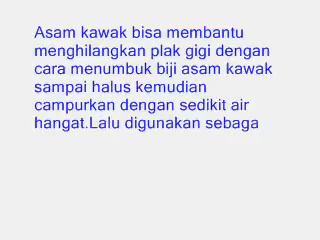 Asam kawak bisa membantu
menghilangkan plak gigi dengan
cara menumbuk biji asam kawak
sampai halus kemudian
campurkan dengan sedikit air
hangat.Lalu digunakan sebaga